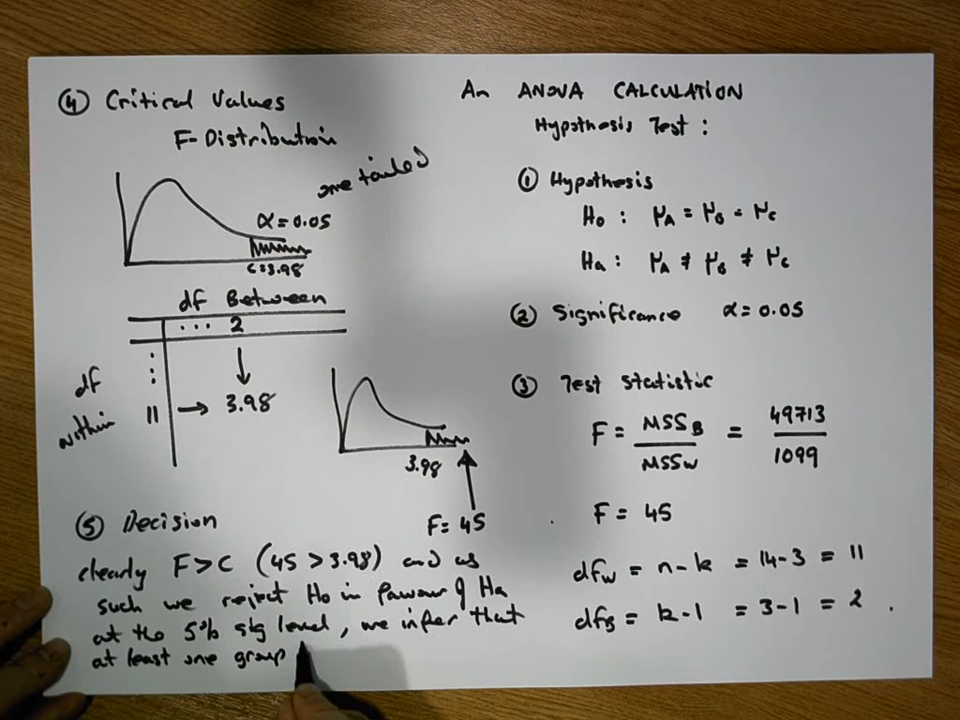 An ANOVA CALCULATION
Hypothesis Test :
① Hypothesis
Ho : μA = μB = μC
Ha : μA ≠ μB ≠ μC
② Significance α = 0.05
③ Test Statistic
F = MSSB / MSSW = 49713 / 1099
F = 45
dfw = n - k = 14 - 3 = 11
dfB = k - 1 = 3 - 1 = 2 .
④ Critical Values
F - Distribution
one tailed
α = 0.05
C = 3.98
df Between
... 2
df within
11 → 3.98
3.98
F = 45
⑤ Decision
clearly F > C (45 > 3.98) and as
such we reject Ho in favour of Ha
at the 5% sig level, we infer that
at least one group